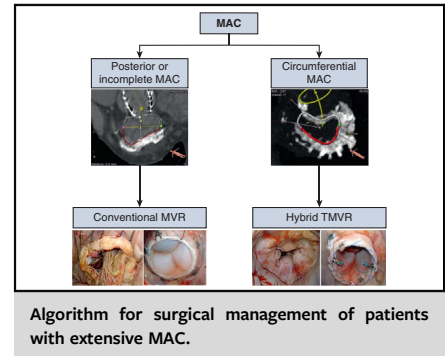 MAC
Posterior or
incomplete MAC
Circumferential
MAC
Conventional MVR
Hybrid TMVR
Algorithm for surgical management of patients
with extensive MAC.